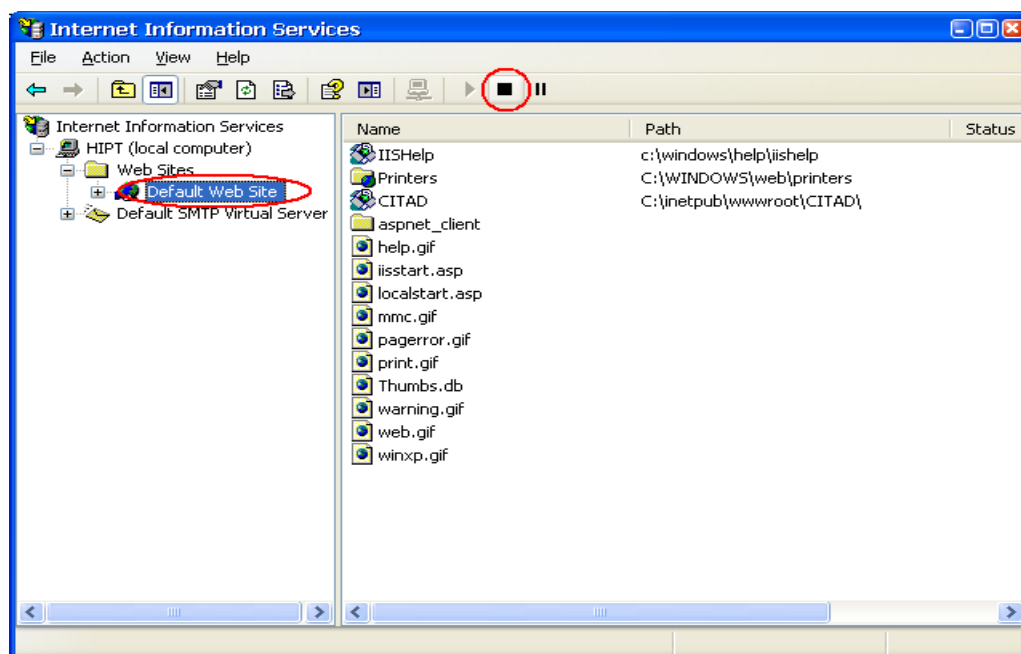 Internet Information Services
File Action View Help
Internet Information Services
HIPT (local computer)
Web Sites
Default Web Site
Default SMTP Virtual Server
Name Path Status
IISHelp c:\windows\help\iishelp
Printers C:\WINDOWS\web\printers
CITAD C:\inetpub\wwwroot\CITAD\
aspnet_client
help.gif
iisstart.asp
localstart.asp
mmc.gif
pagerror.gif
print.gif
Thumbs.db
warning.gif
web.gif
winxp.gif